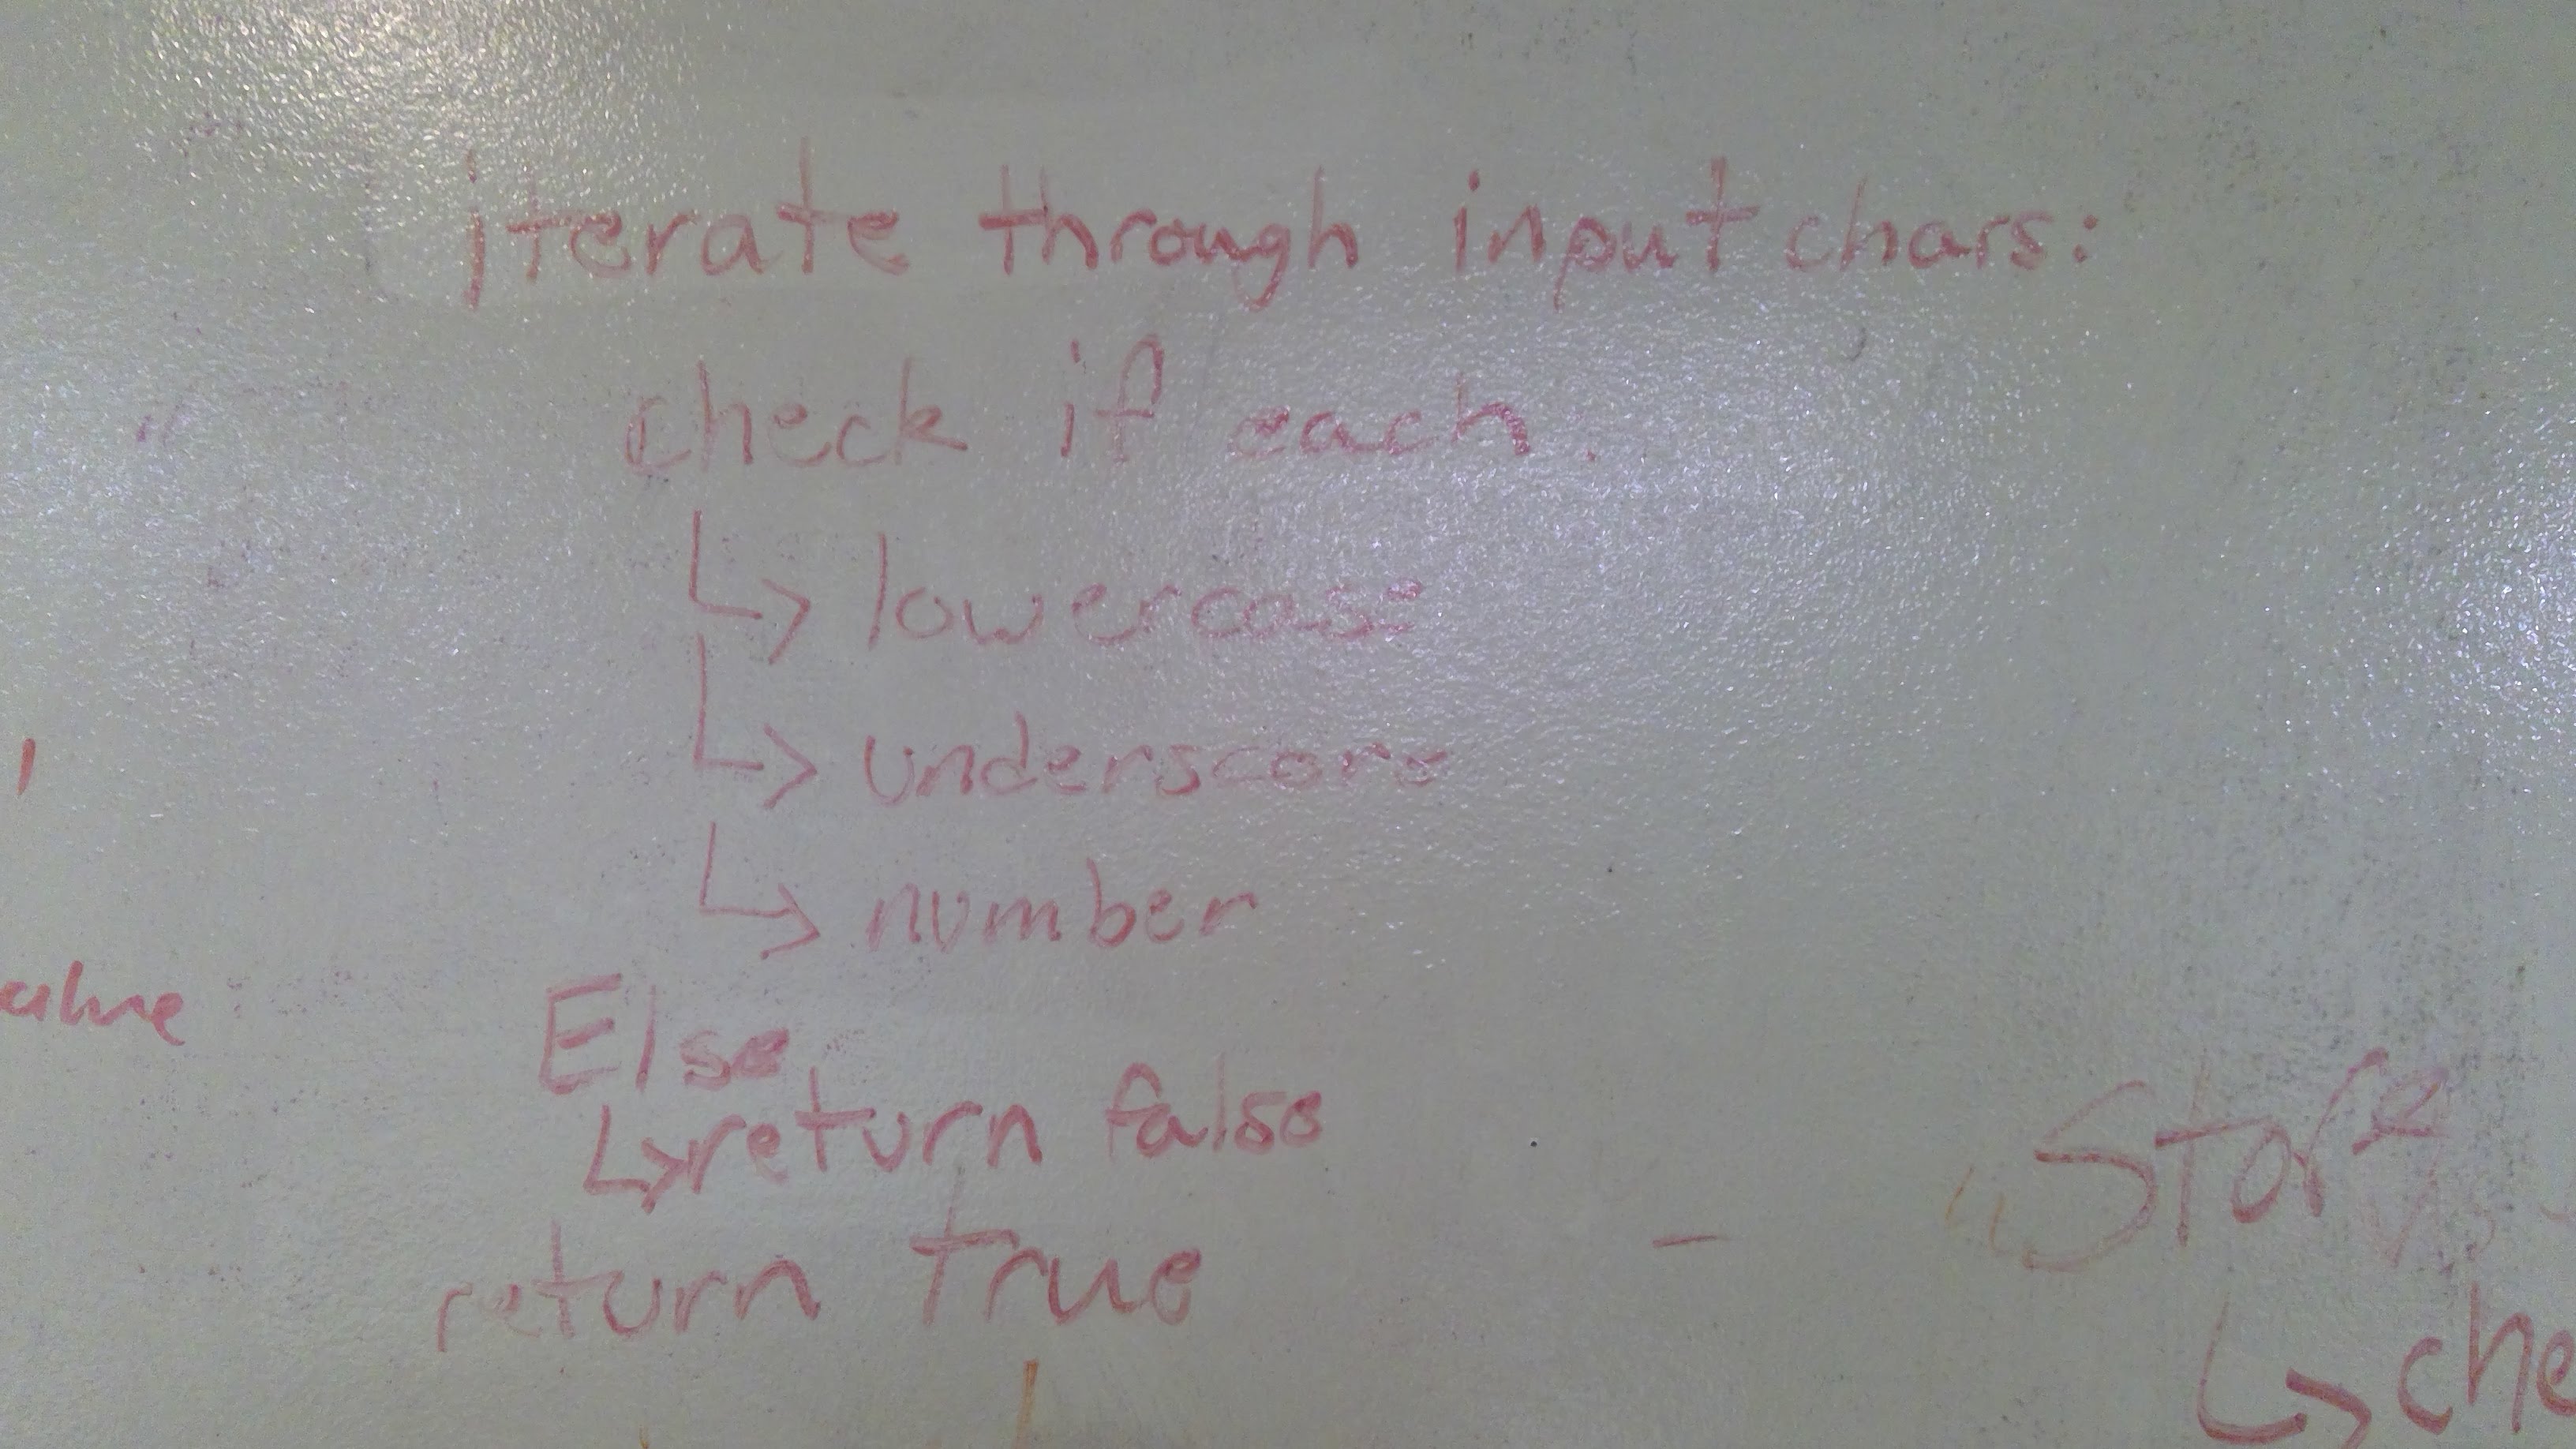 iterate through input chars:
check if each.
↳ lowercase
↳ underscore
↳ number
Else
↳ return false
return true
alue
— "Store
↳ che